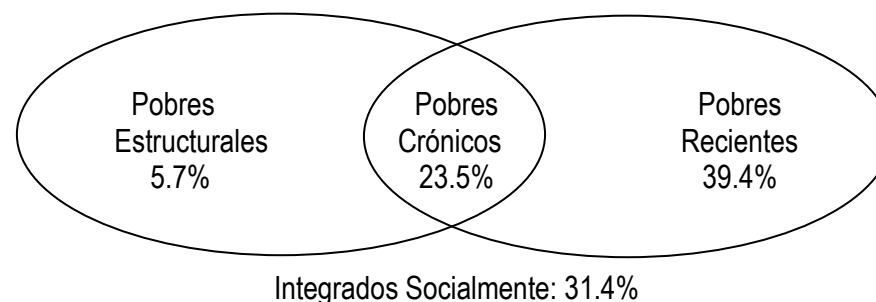 Pobres
Estructurales
5.7%
Pobres
Crónicos
23.5%
Pobres
Recientes
39.4%
Integrados Socialmente: 31.4%